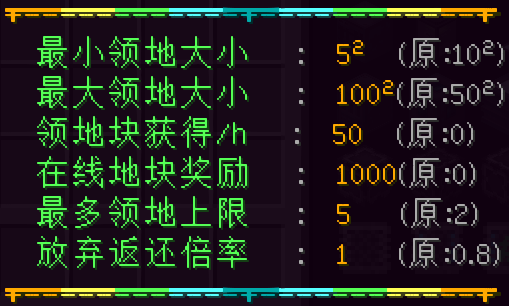 最小领地大小 : 5² (原:10²)
最大领地大小 : 100²(原:50²)
领地块获得/h : 50 (原:0)
在线地块奖励 : 1000(原:0)
最多领地上限 : 5 (原:2)
放弃返还倍率 : 1 (原:0.8)